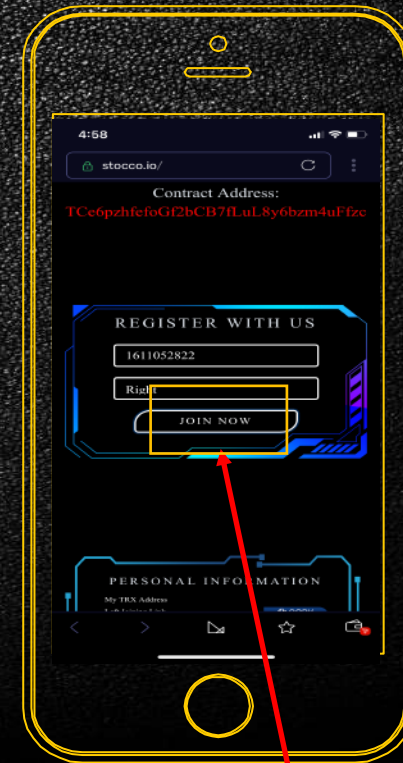 4:58
stocco.io/
Contract Address:
TCe6pzhfefoGf2bCB7fLuL8y6bzm4uFfzc
REGISTER WITH US
1611052822
Right
JOIN NOW
PERSONAL INFORMATION
My TRX Address